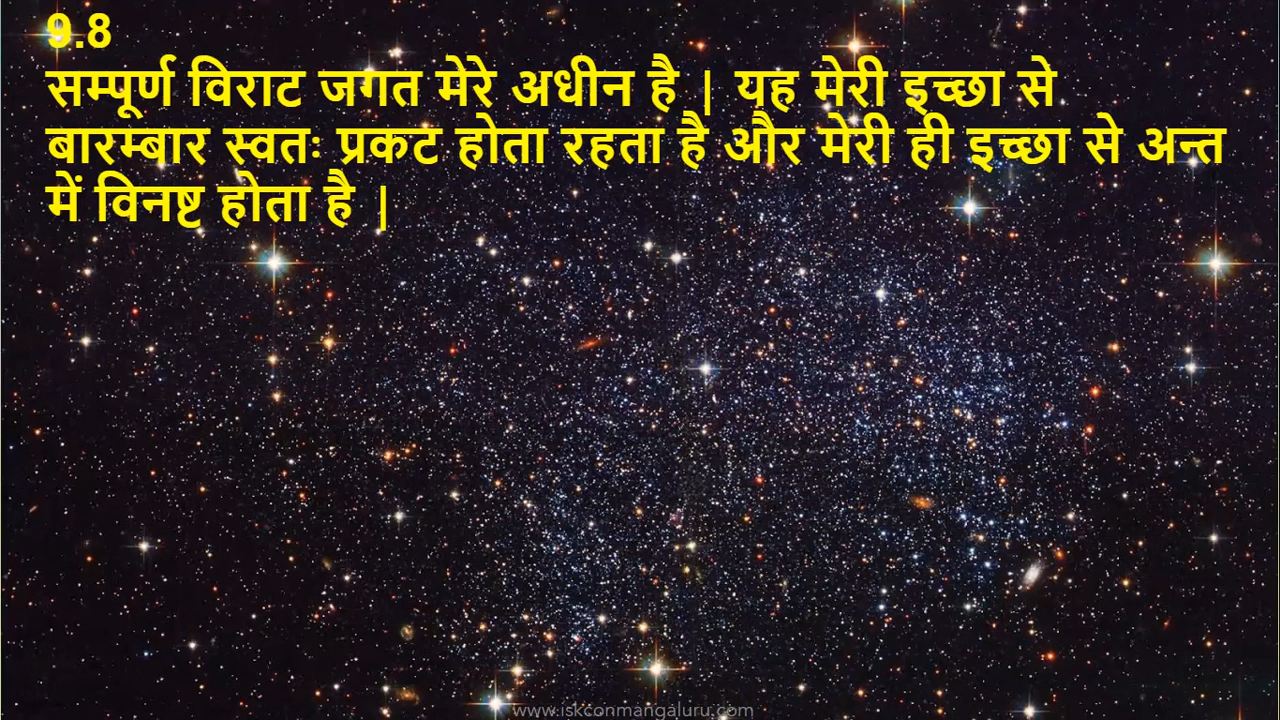 9.8
सम्पूर्ण विराट जगत मेरे अधीन है | यह मेरी इच्छा से
बारम्बार स्वतः प्रकट होता रहता है और मेरी ही इच्छा से अन्त
में विनष्ट होता है |
www.iskconmangaluru.com